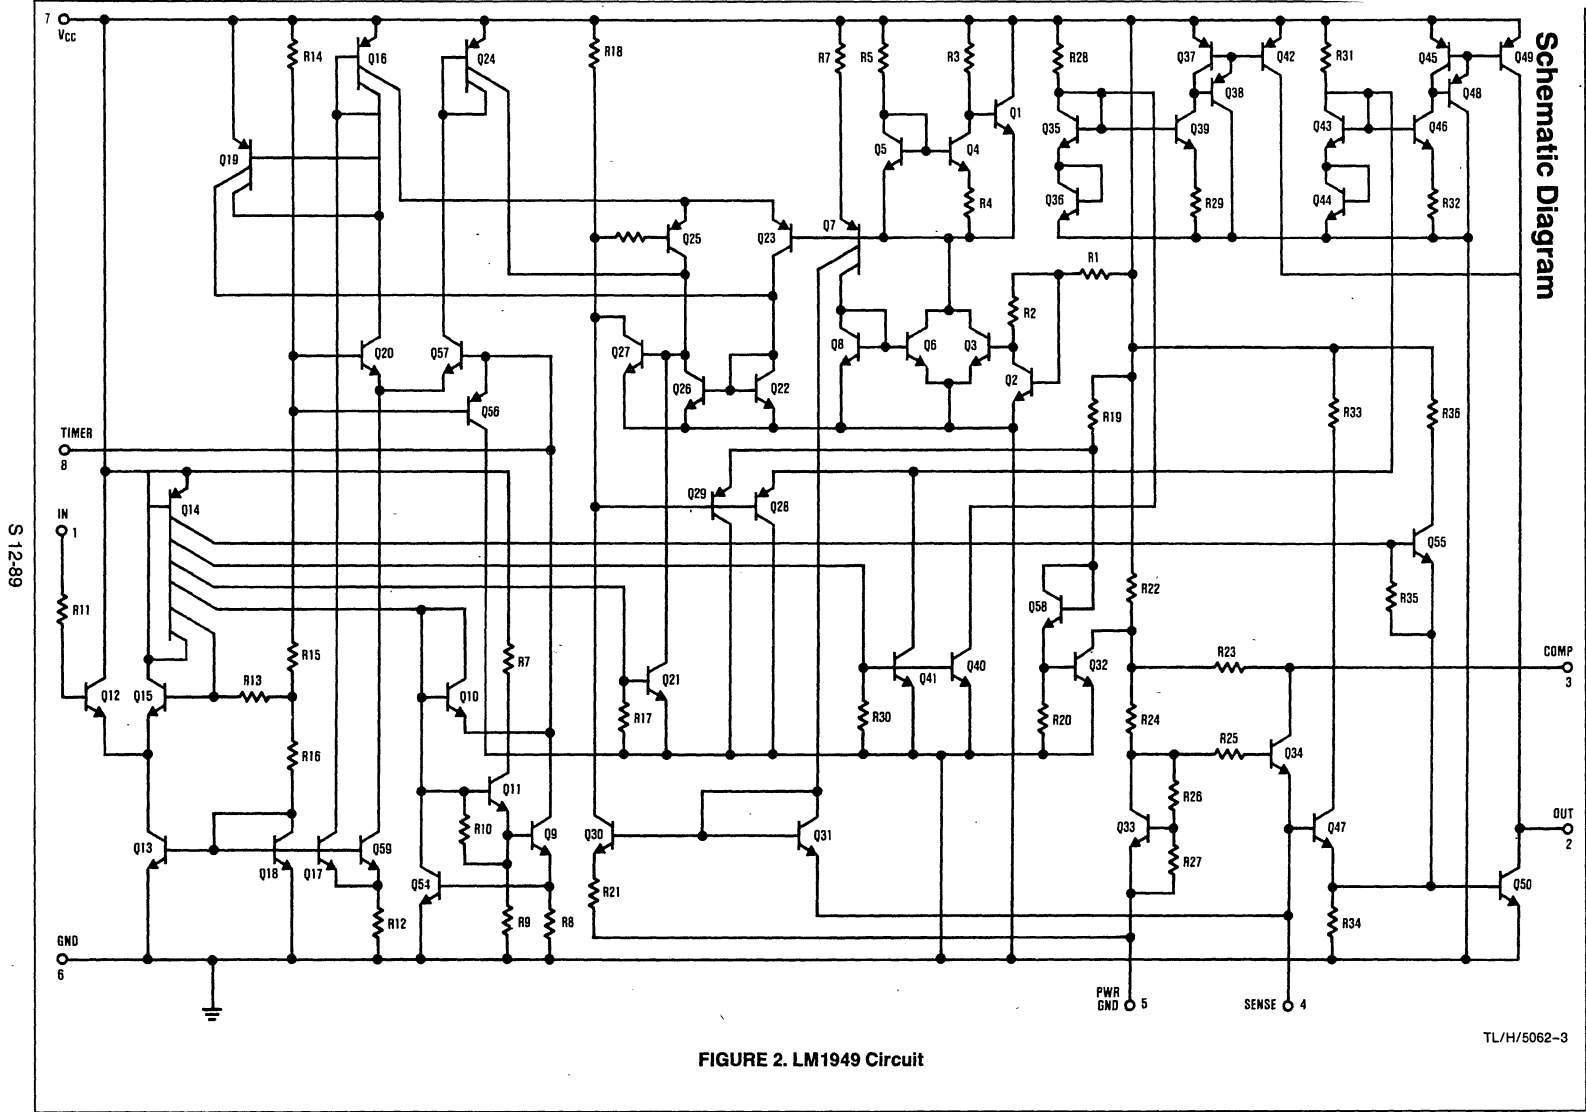 Schematic Diagram
7
VCC
R14
Q16
Q24
R18
R7
R5
R3
Q1
R28
Q37
Q42
R31
Q45
Q49
Q38
Q48
Q19
Q5
Q4
Q35
Q39
Q43
Q46
R4
Q36
R29
Q44
R32
Q25
Q23
Q7
R1
R2
Q20
Q57
Q27
Q8
Q6
Q3
Q26
Q22
Q2
Q56
R19
R33
R36
TIMER
8
Q14
Q29
Q28
IN
1
Q55
S 12-89
R11
Q58
R22
R35
R15
R7
R23
COMP
3
Q12
Q15
R13
Q10
Q21
Q41
Q40
Q32
R17
R30
R20
R24
R16
R25
Q34
Q11
R26
OUT
2
Q13
R10
Q9
Q30
Q31
Q33
Q47
Q18
Q17
Q59
R27
Q54
R21
Q50
R12
R9
R8
R34
GND
6
PWR
GND 5
SENSE 4
TL/H/5062-3
FIGURE 2. LM1949 Circuit